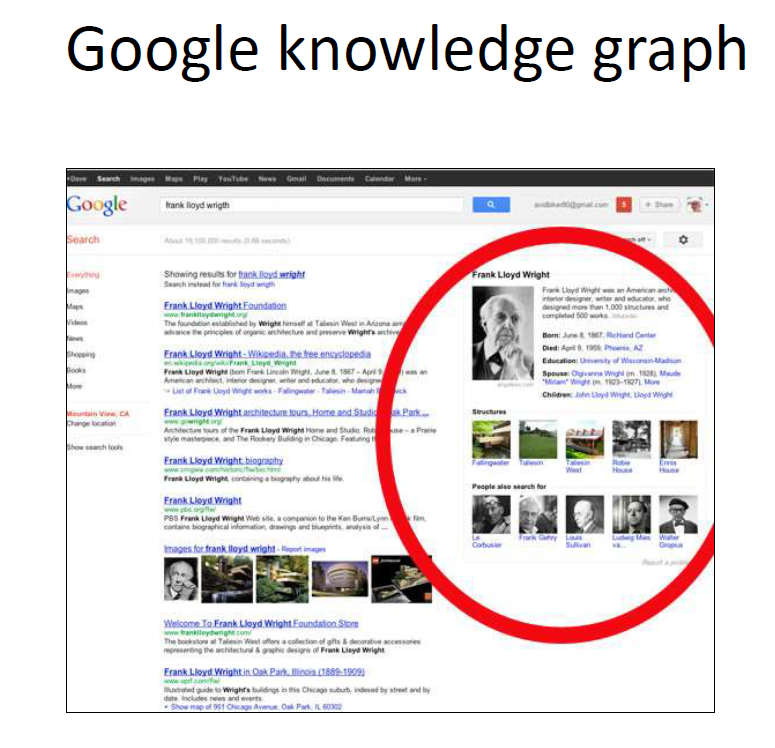 Google knowledge graph
+Dave Search Images Maps Play YouTube News Gmail Documents Calendar More
Google
frank lloyd wrigth
avidbiker80@gmail.com 5 + Share
Search
About 19,100,000 results (0.66 seconds)
off
Everything
Images
Maps
Videos
News
Shopping
Books
More
Mountain View, CA
Change location
Show search tools
Showing results for frank lloyd wright
Search instead for frank lloyd wrigth
Frank Lloyd Wright Foundation
www.franklloydwright.org/
The foundation established by Wright himself at Taliesin West in Arizona aim
advance the principles of organic architecture and preserve Wright's archive
Frank Lloyd Wright - Wikipedia, the free encyclopedia
en.wikipedia.org/wiki/Frank_Lloyd_Wright
Frank Lloyd Wright (born Frank Lincoln Wright, June 8, 1867 – April 9, was an
American architect, interior designer, writer and educator, who designe
List of Frank Lloyd Wright works - Fallingwater - Taliesin - Mamah wick
Frank Lloyd Wright architecture tours, Home and Studio Oak Park ...
www.gowright.org/
Architecture tours of the Frank Lloyd Wright Home and Studio. Robie House – a Prairie
style masterpiece, and The Rookery Building in Chicago. Featuring
Frank Lloyd Wright: biography
www.cmgww.com/historic/flw/bio.html
Frank Lloyd Wright, containing a biography about his life.
Frank Lloyd Wright
www.pbs.org/flw/
PBS Frank Lloyd Wright Web site, a companion to the Ken Burns/Lynn k film,
contains biographical information, drawings and blueprints, analysis of ...
Images for frank lloyd wright - Report images
Welcome To Frank Lloyd Wright Foundation Store
www.franklloydwright.com/
The bookstore at Taliesin West offers a collection of gifts & decorative accessories
representing the architectural & graphic designs of Frank Lloyd Wright.
Frank Lloyd Wright in Oak Park, Illinois (1889-1909)
www.oprf.com/flw/
Illustrated guide to Wright's buildings in this Chicago suburb, indexed by street and by
date. Includes news and events.
+ Show map of 951 Chicago Avenue, Oak Park, IL 60302
Frank Lloyd Wright
Frank Lloyd Wright was an American arch
interior designer, writer and educator, who
designed more than 1,000 structures and
completed 500 works. Wikipedia
Born: June 8, 1867, Richland Center
Died: April 9, 1959, Phoenix, AZ
Education: University of Wisconsin-Madison
Spouse: Olgivanna Wright (m. 1928), Maude
"Miriam" Wright (m. 1923–1927), More
Children: John Lloyd Wright, Lloyd Wright
Structures
Fallingwater Taliesin Taliesin West Robie House Ennis House
People also search for
Le Corbusier Frank Gehry Louis Sullivan Ludwig Mies va... Walter Gropius
Report a proble